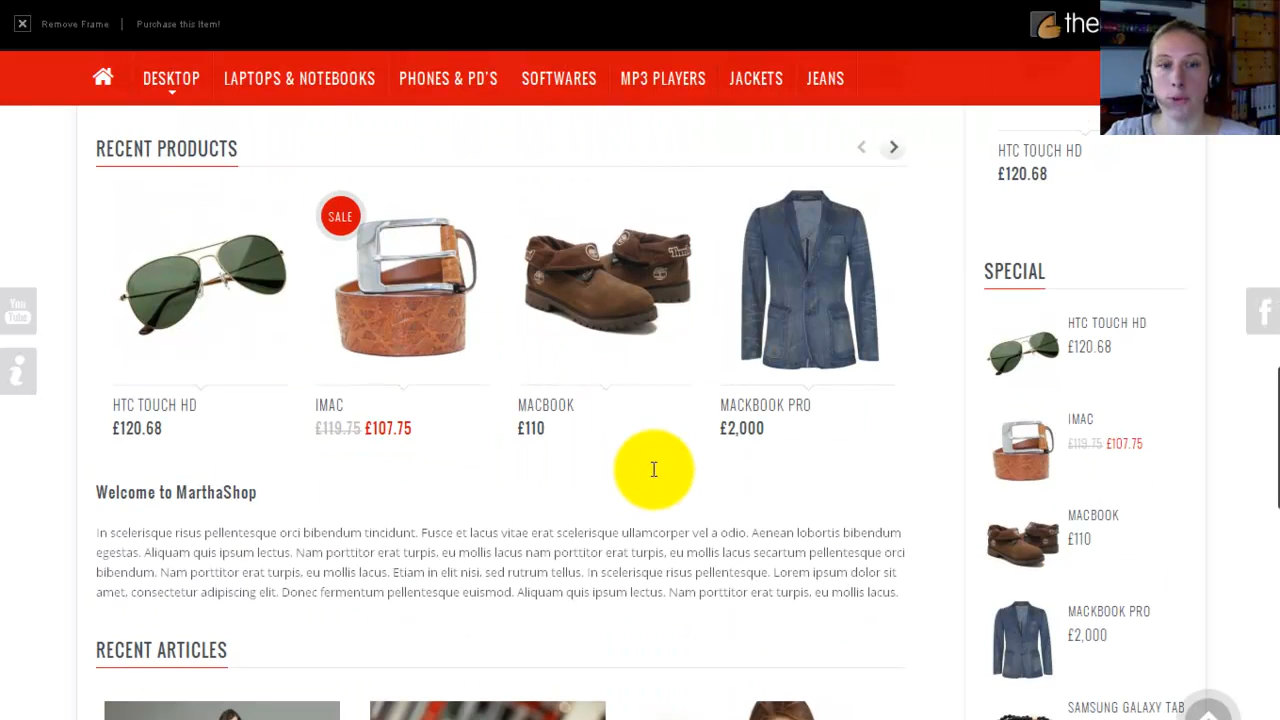 Remove Frame | Purchase this Item!
the
DESKTOP LAPTOPS & NOTEBOOKS PHONES & PD'S SOFTWARES MP3 PLAYERS JACKETS JEANS
RECENT PRODUCTS
SALE
HTC TOUCH HD
£120.68
IMAC
£119.75 £107.75
MACBOOK
£110
MACKBOOK PRO
£2,000
Welcome to MarthaShop
In scelerisque risus pellentesque orci bibendum tincidunt. Fusce et lacus vitae erat scelerisque ullamcorper vel a odio. Aenean lobortis bibendum
egestas. Aliquam quis ipsum lectus. Nam porttitor erat turpis, eu mollis lacus nam porttitor erat turpis, eu mollis lacus secartum pellentesque orci
bibendum. Nam porttitor erat turpis, eu mollis lacus. Etiam in elit nisi, sed rutrum tellus. In scelerisque risus pellentesque. Lorem ipsum dolor sit
amet, consectetur adipiscing elit. Donec fermentum pellentesque euismod. Aliquam quis ipsum lectus. Nam porttitor erat turpis, eu mollis lacus.
RECENT ARTICLES
HTC TOUCH HD
£120.68
SPECIAL
HTC TOUCH HD
£120.68
IMAC
£119.75 £107.75
MACBOOK
£110
MACKBOOK PRO
£2,000
SAMSUNG GALAXY TAB
You
Tube